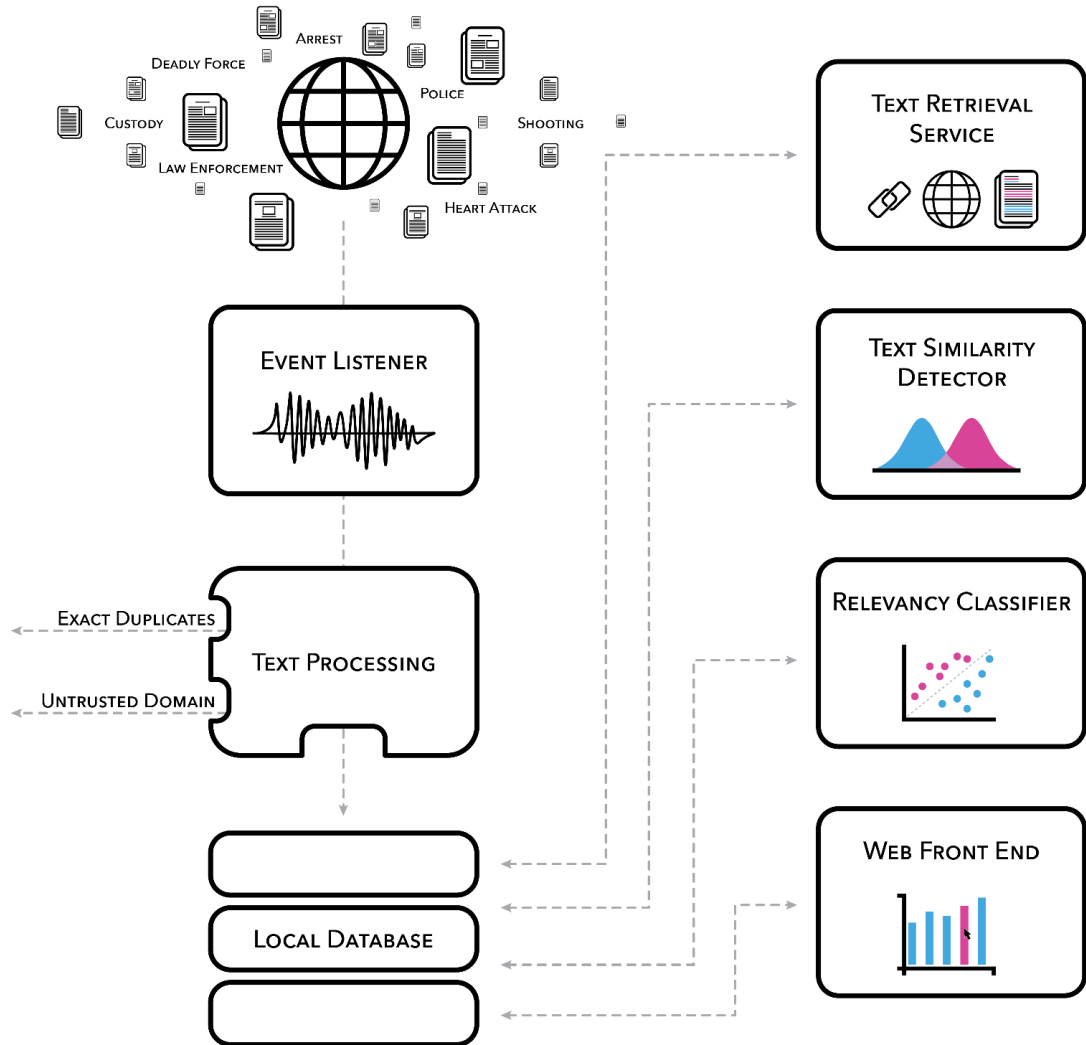 Arrest
Deadly Force
Police
Custody
Shooting
Law Enforcement
Heart Attack
Text Retrieval
Service
Event Listener
Text Similarity
Detector
Exact Duplicates
Text Processing
Untrusted Domain
Relevancy Classifier
Local Database
Web Front End